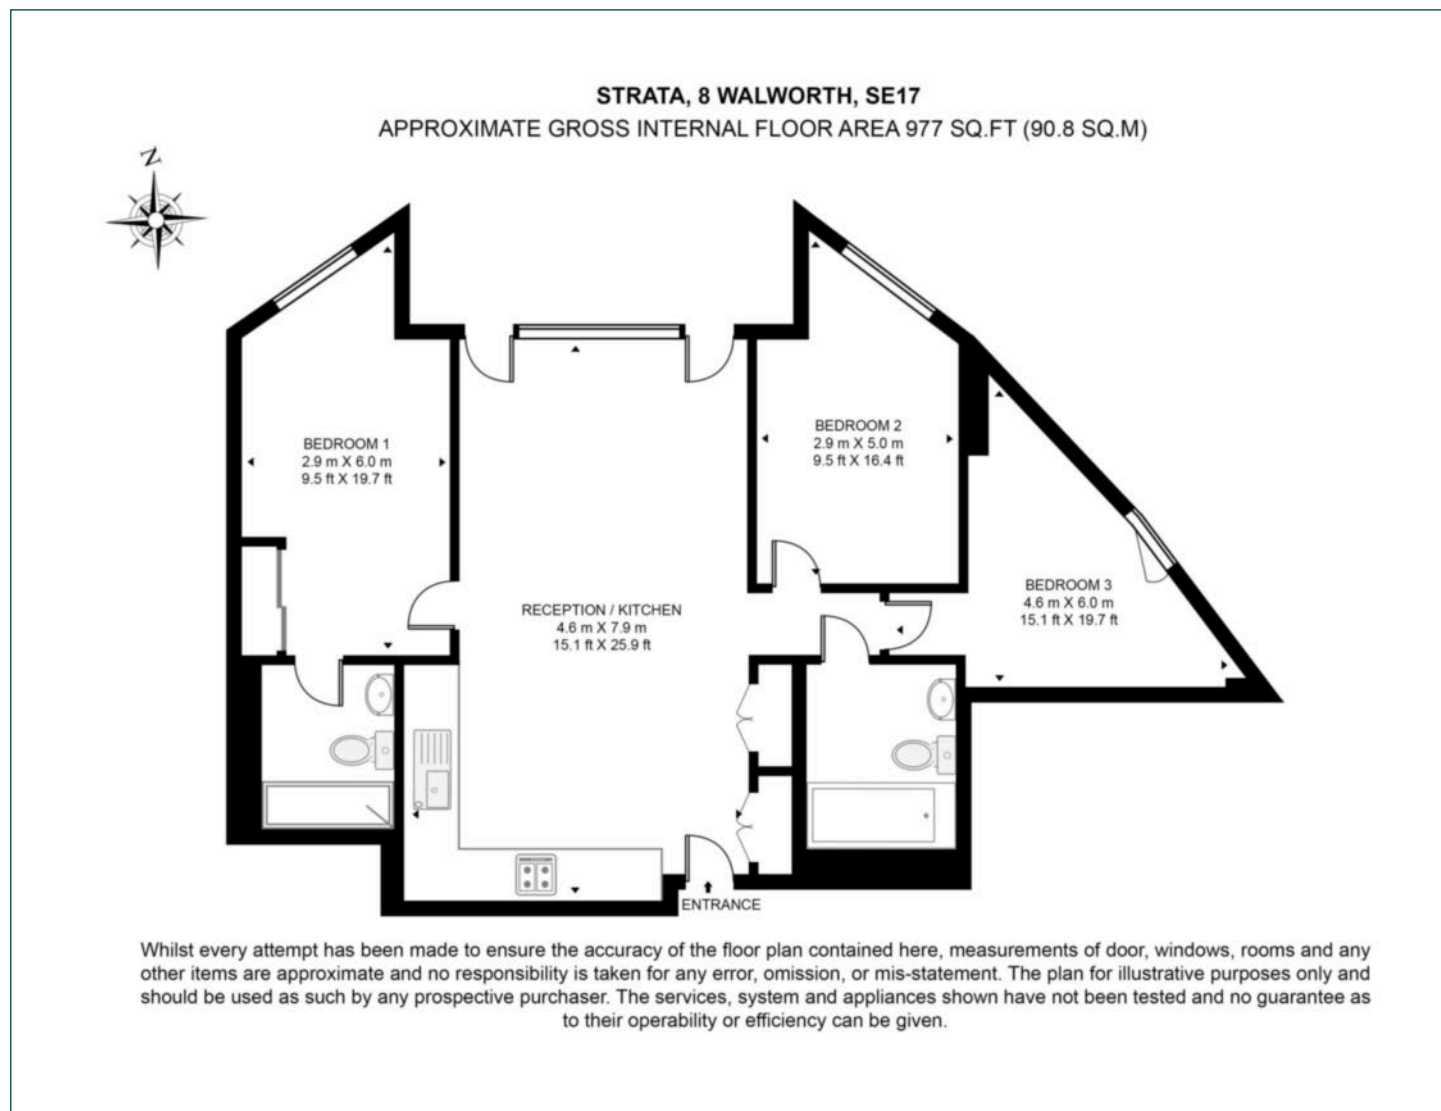 STRATA, 8 WALWORTH, SE17
APPROXIMATE GROSS INTERNAL FLOOR AREA 977 SQ.FT (90.8 SQ.M)
N
BEDROOM 1
2.9 m X 6.0 m
9.5 ft X 19.7 ft
BEDROOM 2
2.9 m X 5.0 m
9.5 ft X 16.4 ft
RECEPTION / KITCHEN
4.6 m X 7.9 m
15.1 ft X 25.9 ft
BEDROOM 3
4.6 m X 6.0 m
15.1 ft X 19.7 ft
ENTRANCE
Whilst every attempt has been made to ensure the accuracy of the floor plan contained here, measurements of door, windows, rooms and any
other items are approximate and no responsibility is taken for any error, omission, or mis-statement. The plan for illustrative purposes only and
should be used as such by any prospective purchaser. The services, system and appliances shown have not been tested and no guarantee as
to their operability or efficiency can be given.